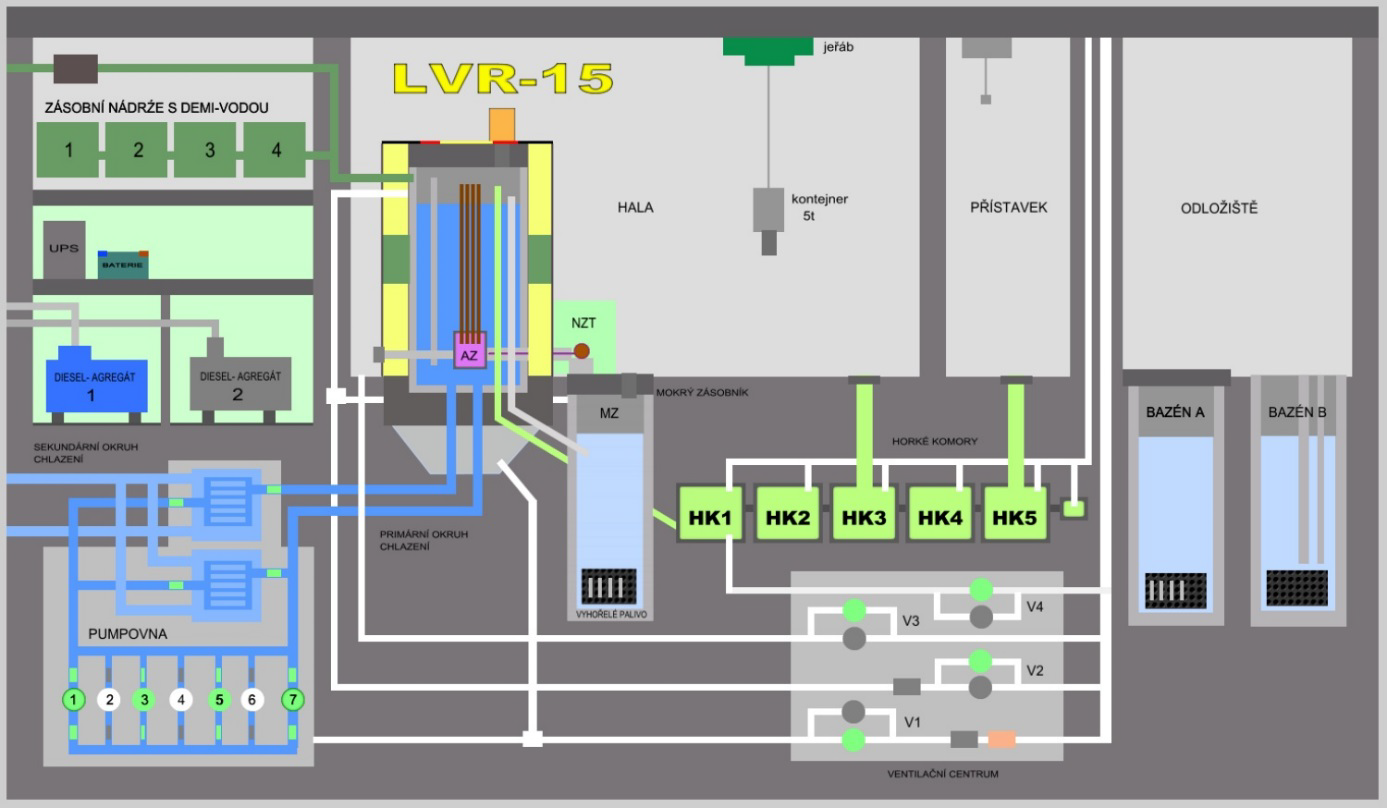 jeřáb
LVR-15
ZÁSOBNÍ NÁDRŽE S DEMI-VODOU
1 2 3 4
kontejner
5t
HALA
PŘÍSTAVEK
ODLOŽIŠTĚ
UPS
BATERIE
NZT
AZ
DIESEL- AGREGÁT
1
DIESEL- AGREGÁT
2
MOKRÝ ZÁSOBNÍK
MZ
BAZÉN A
BAZÉN B
HORKÉ KOMORY
SEKUNDÁRNÍ OKRUH
CHLAZENÍ
HK1 HK2 HK3 HK4 HK5
PRIMÁRNÍ OKRUH
CHLAZENÍ
VYHOŘELÉ PALIVO
V4
V3
PUMPOVNA
V2
1 2 3 4 5 6 7
V1
VENTILAČNÍ CENTRUM